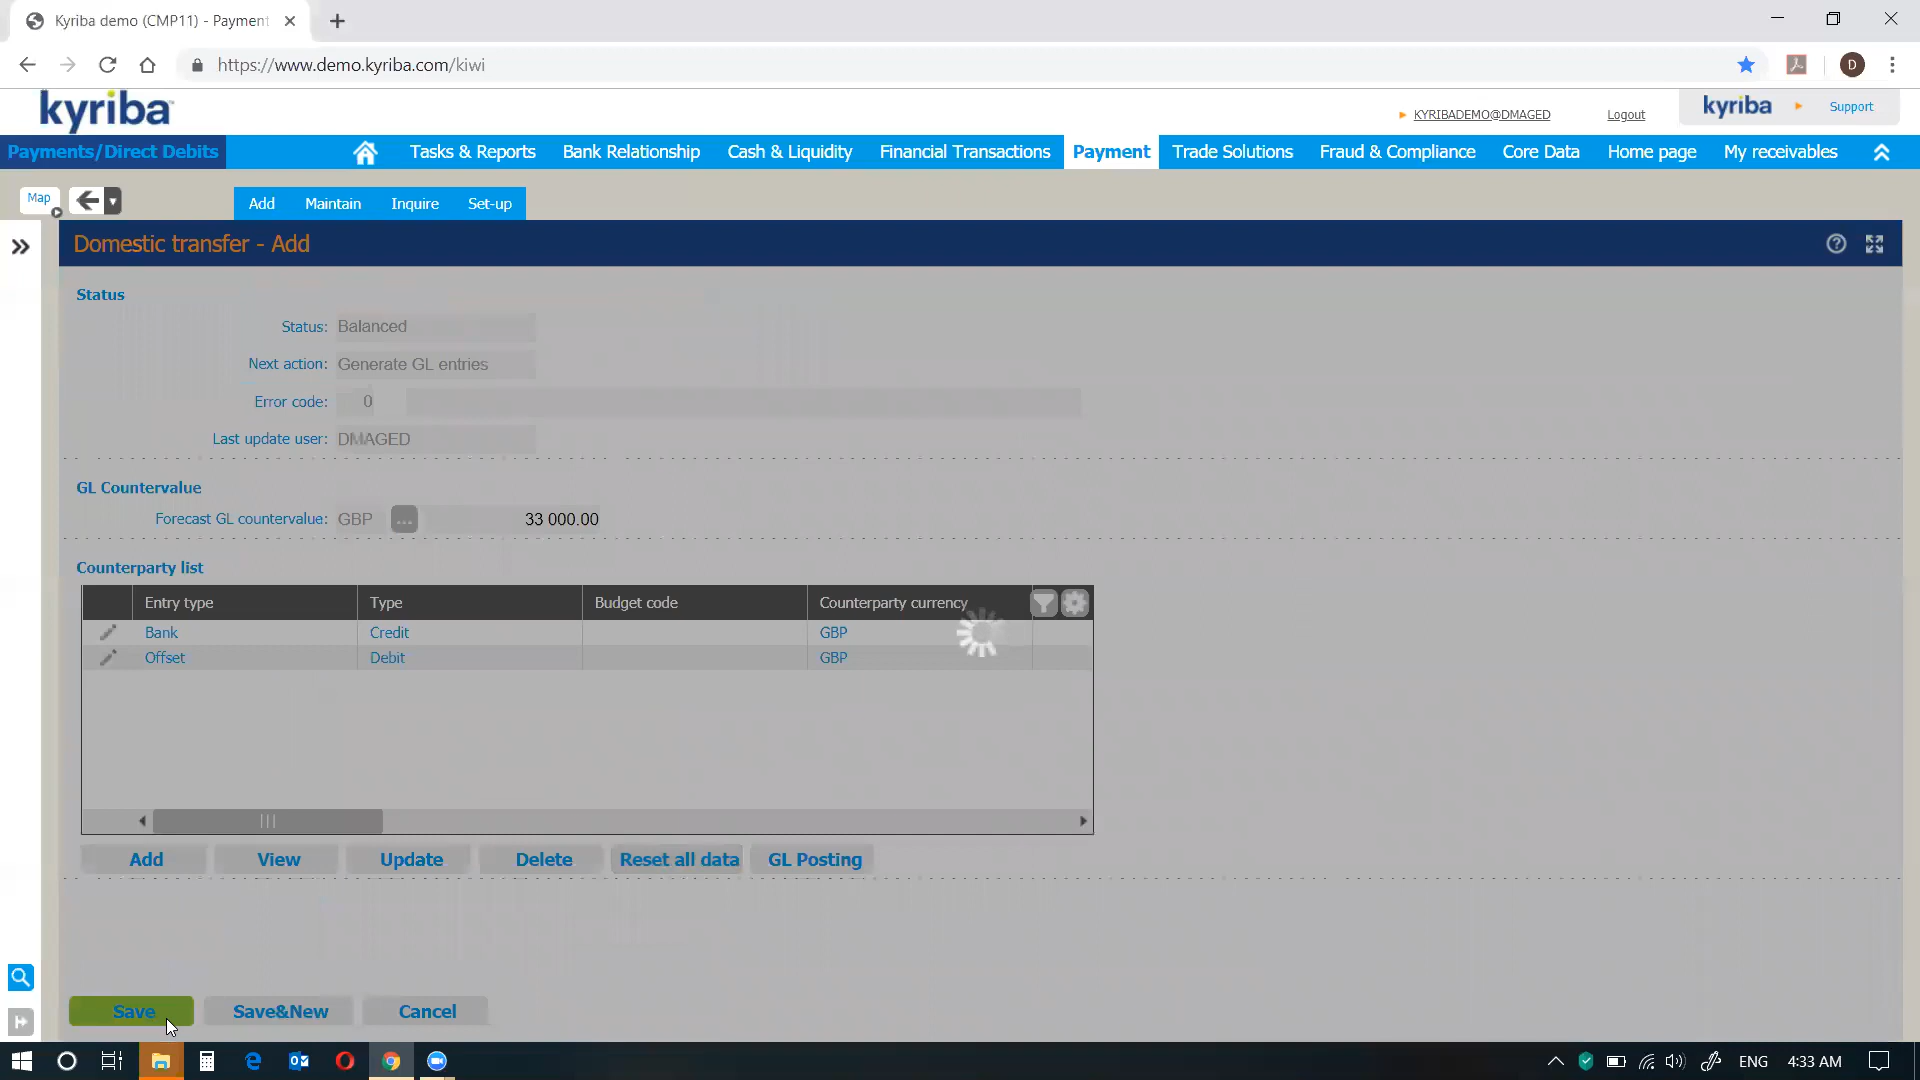 Kyriba demo (CMP11) - Payment
https://www.demo.kyriba.com/kiwi
D
kyriba
KYRIBADEMO@DMAGED
Logout
kyriba
Support
Payments/Direct Debits
Tasks & Reports
Bank Relationship
Cash & Liquidity
Financial Transactions
Payment
Trade Solutions
Fraud & Compliance
Core Data
Home page
My receivables
Map
Add
Maintain
Inquire
Set-up
Domestic transfer - Add
Status
Status: Balanced
Next action: Generate GL entries
Error code: 0
Last update user: DMAGED
GL Countervalue
Forecast GL countervalue: GBP ... 33 000.00
Counterparty list
Entry type Type Budget code Counterparty currency
Bank Credit GBP
Offset Debit GBP
Add View Update Delete Reset all data GL Posting
Save Save&New Cancel
ENG 4:33 AM